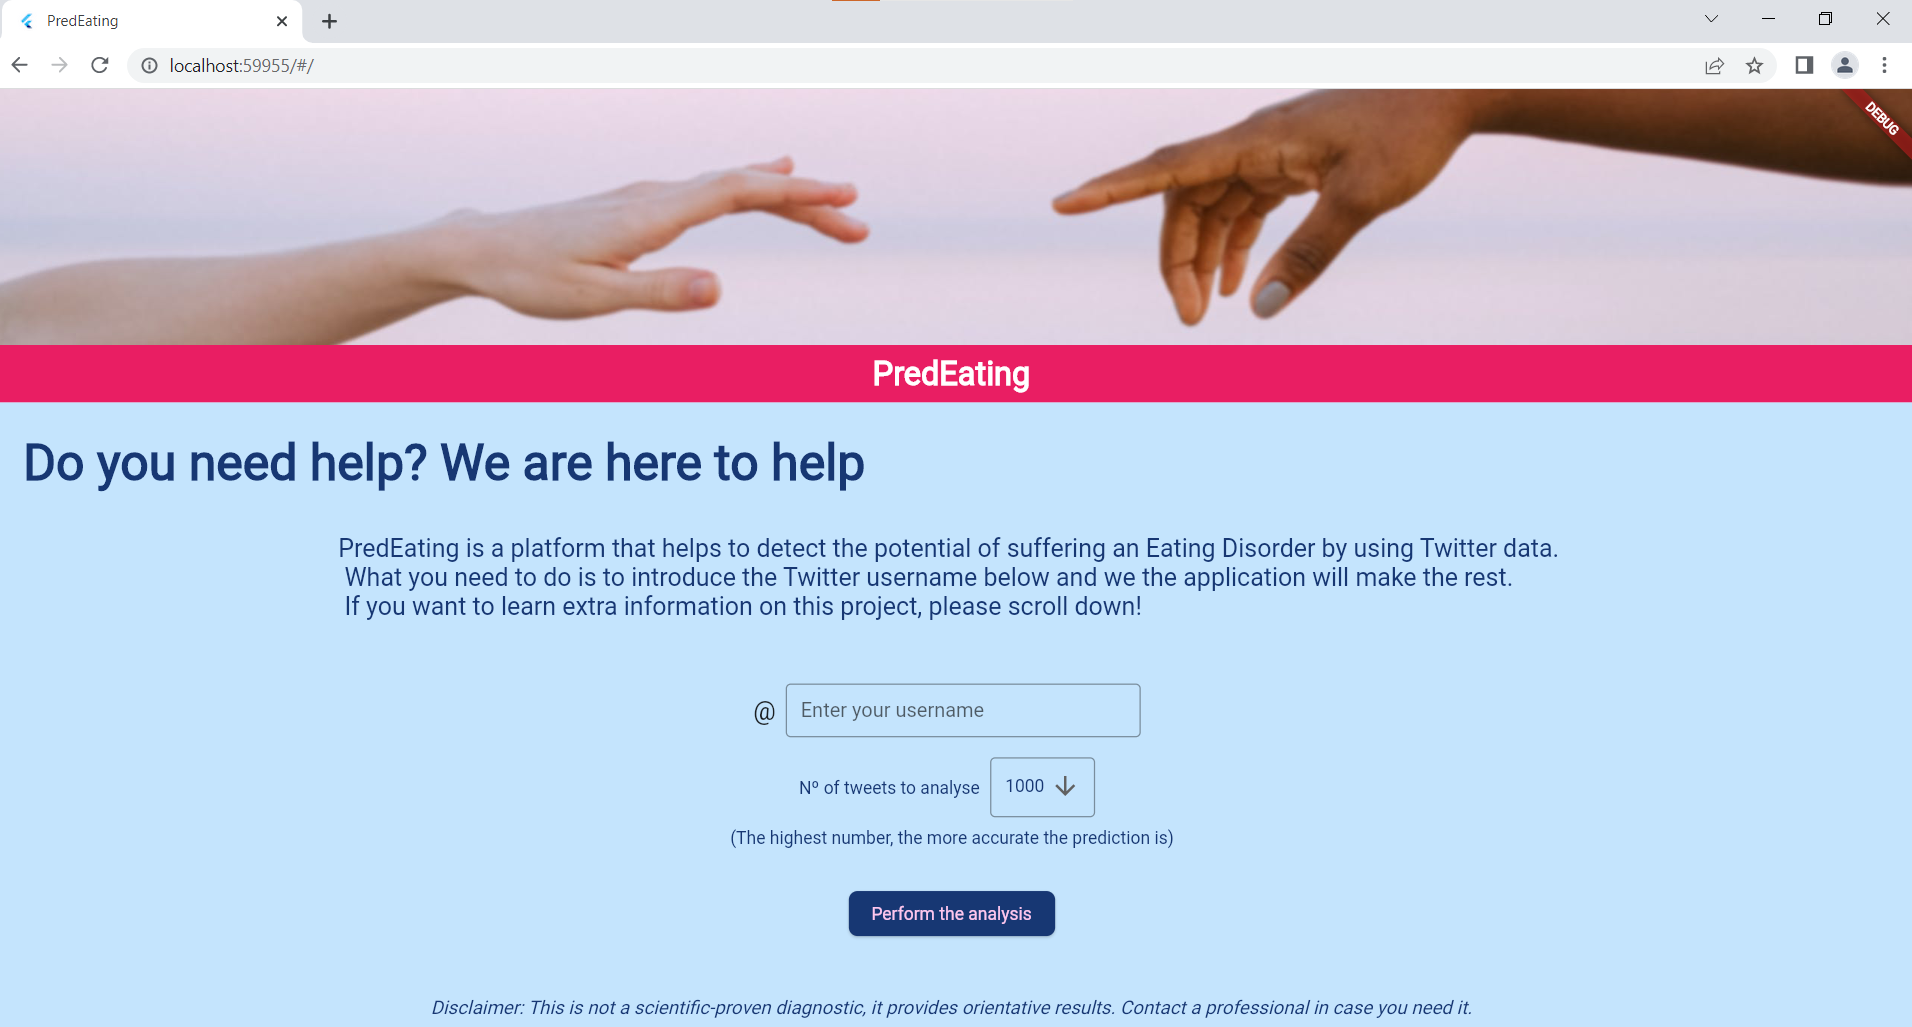 PredEating
localhost:59955/#/
DEBUG
PredEating
Do you need help? We are here to help
PredEating is a platform that helps to detect the potential of suffering an Eating Disorder by using Twitter data.
What you need to do is to introduce the Twitter username below and we the application will make the rest.
If you want to learn extra information on this project, please scroll down!
@ Enter your username
Nº of tweets to analyse 1000
(The highest number, the more accurate the prediction is)
Perform the analysis
Disclaimer: This is not a scientific-proven diagnostic, it provides orientative results. Contact a professional in case you need it.